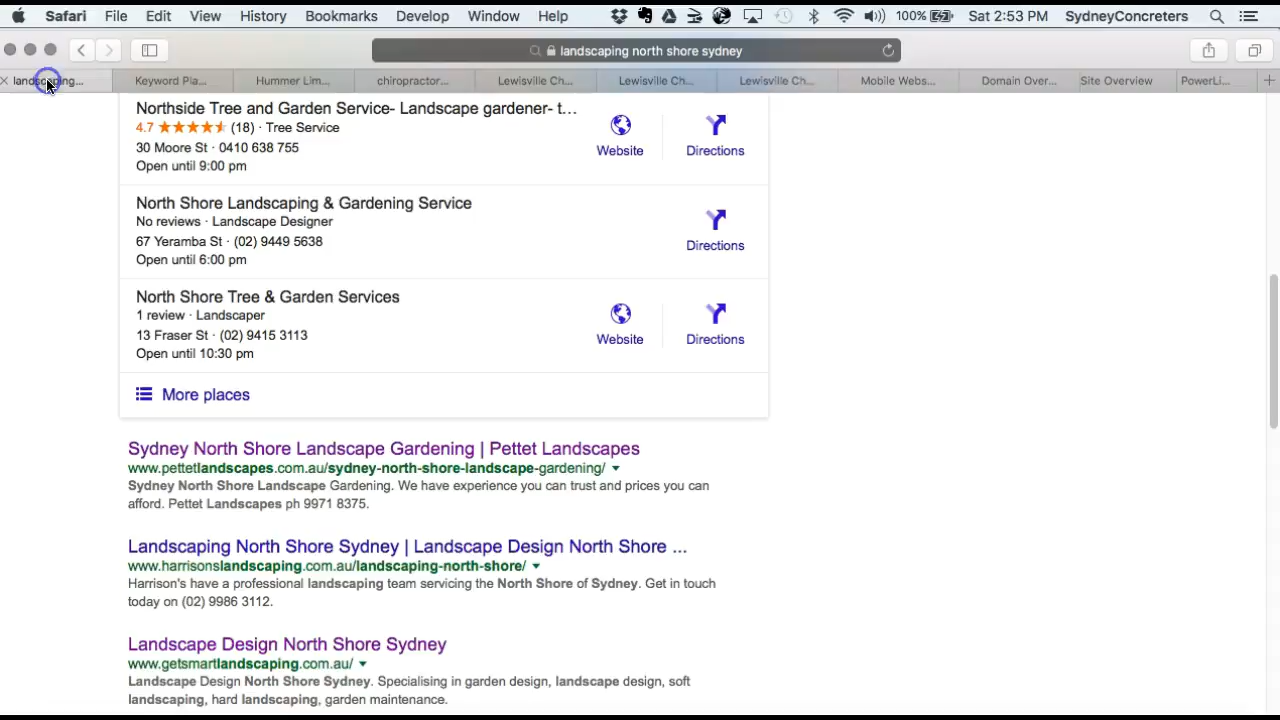 Safari File Edit View History Bookmarks Develop Window Help 100% Sat 2:53 PM SydneyConcreters
landscaping north shore sydney
landscaping... Keyword Pla... Hummer Lim... chiropractor... Lewisville Ch... Lewisville Ch... Lewisville Ch... Mobile Webs... Domain Over... Site Overview PowerLi...
Northside Tree and Garden Service- Landscape gardener- t...
4.7 (18) · Tree Service
30 Moore St · 0410 638 755
Open until 9:00 pm
Website Directions
North Shore Landscaping & Gardening Service
No reviews · Landscape Designer
67 Yeramba St · (02) 9449 5638
Open until 6:00 pm
Directions
North Shore Tree & Garden Services
1 review · Landscaper
13 Fraser St · (02) 9415 3113
Open until 10:30 pm
Website Directions
More places
Sydney North Shore Landscape Gardening | Pettet Landscapes
www.pettetlandscapes.com.au/sydney-north-shore-landscape-gardening/
Sydney North Shore Landscape Gardening. We have experience you can trust and prices you can
afford. Pettet Landscapes ph 9971 8375.
Landscaping North Shore Sydney | Landscape Design North Shore ...
www.harrisonslandscaping.com.au/landscaping-north-shore/
Harrison's have a professional landscaping team servicing the North Shore of Sydney. Get in touch
today on (02) 9986 3112.
Landscape Design North Shore Sydney
www.getsmartlandscaping.com.au/
Landscape Design North Shore Sydney. Specialising in garden design, landscape design, soft
landscaping, hard landscaping, garden maintenance.